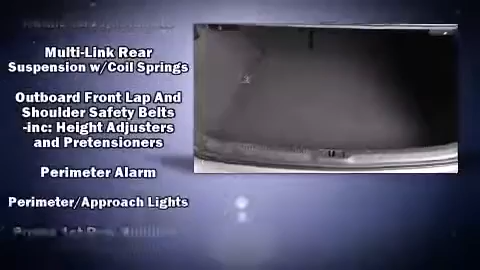 Multi-Link Rear
Suspension w/Coil Springs
Outboard Front Lap And
Shoulder Safety Belts
-inc: Height Adjusters
and Pretensioners
Perimeter Alarm
Perimeter/Approach Lights